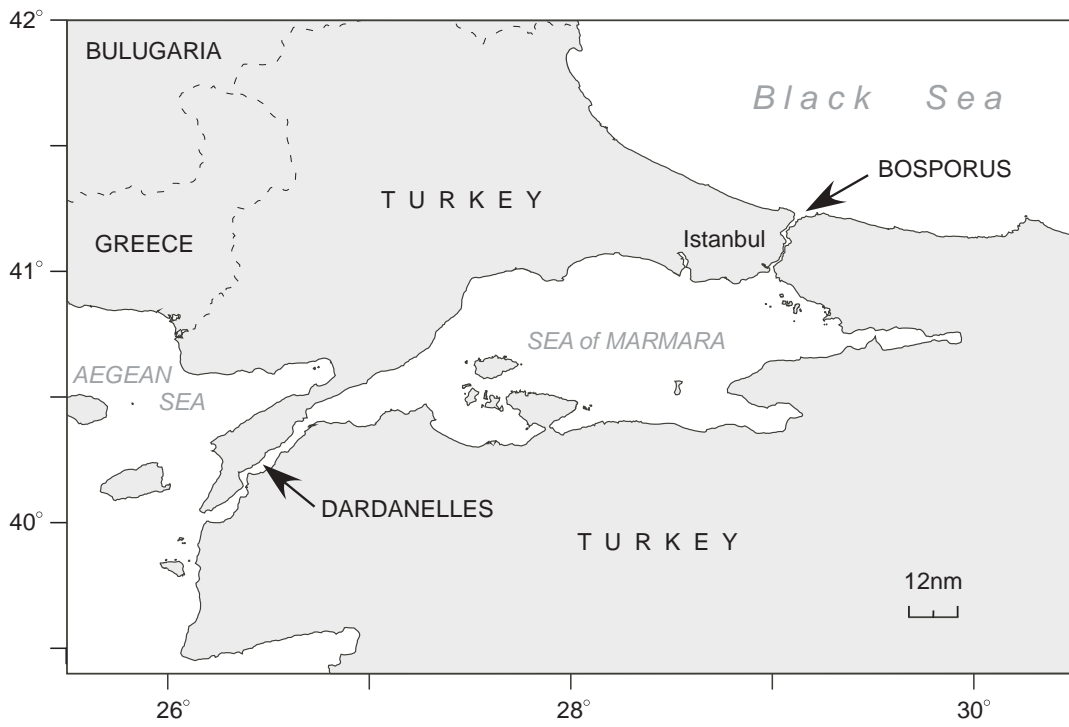 42°
BULUGARIA
Black Sea
BOSPORUS
TURKEY
Istanbul
GREECE
41°
SEA of MARMARA
AEGEAN
SEA
DARDANELLES
40°
TURKEY
12nm
26°
28°
30°